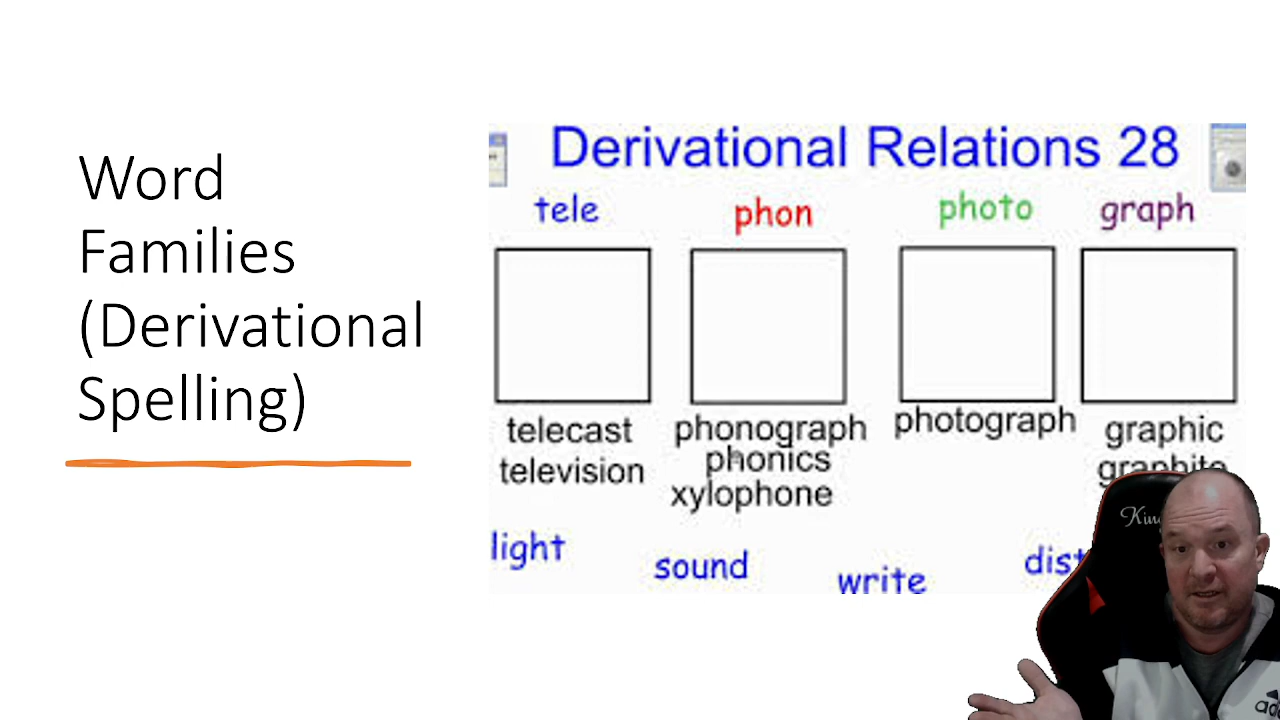 Word
Families
(Derivational
Spelling)
Derivational Relations 28
tele phon photo graph
telecast phonograph photograph graphic
television phonics graphite
xylophone
light sound write